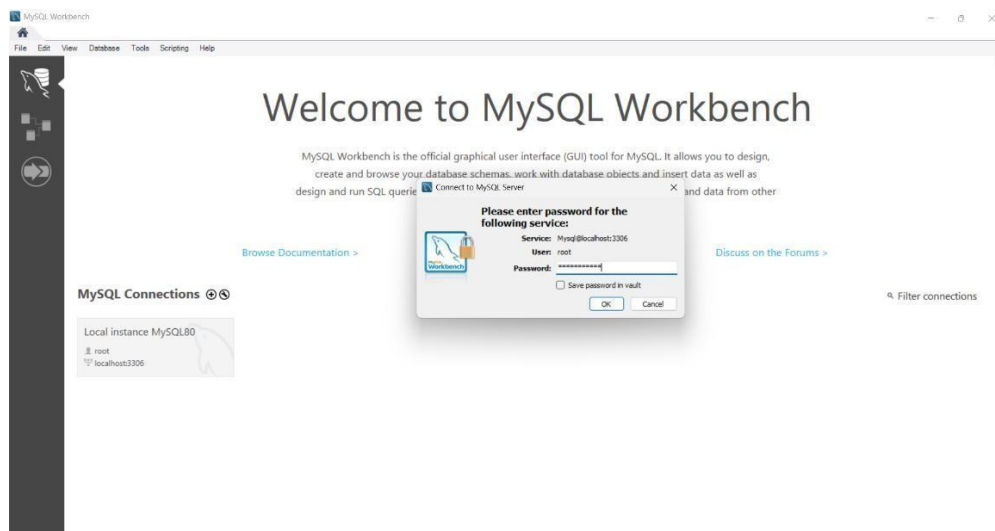 MySQL Workbench
File Edit View Database Tools Scripting Help
Welcome to MySQL Workbench
MySQL Workbench is the official graphical user interface (GUI) tool for MySQL. It allows you to design,
create and browse your database schemas, work with database objects and insert data as well as
design and run SQL querie and data from other
Connect to MySQL Server
Please enter password for the
following service:
Service: Mysql@localhost:3306
User: root
Password: ***********
Workbench
Save password in vault
OK Cancel
Browse Documentation > Discuss on the Forums >
MySQL Connections
Filter connections
Local instance MySQL80
root
localhost:3306